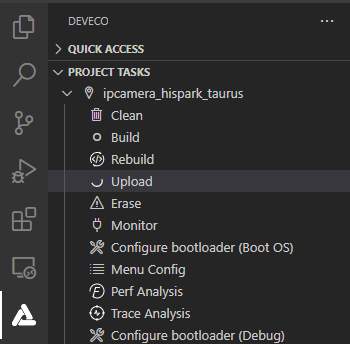 DEVECO
QUICK ACCESS
PROJECT TASKS
ipcamera_hispark_taurus
Clean
Build
Rebuild
Upload
Erase
Monitor
Configure bootloader (Boot OS)
Menu Config
Perf Analysis
Trace Analysis
Configure bootloader (Debug)